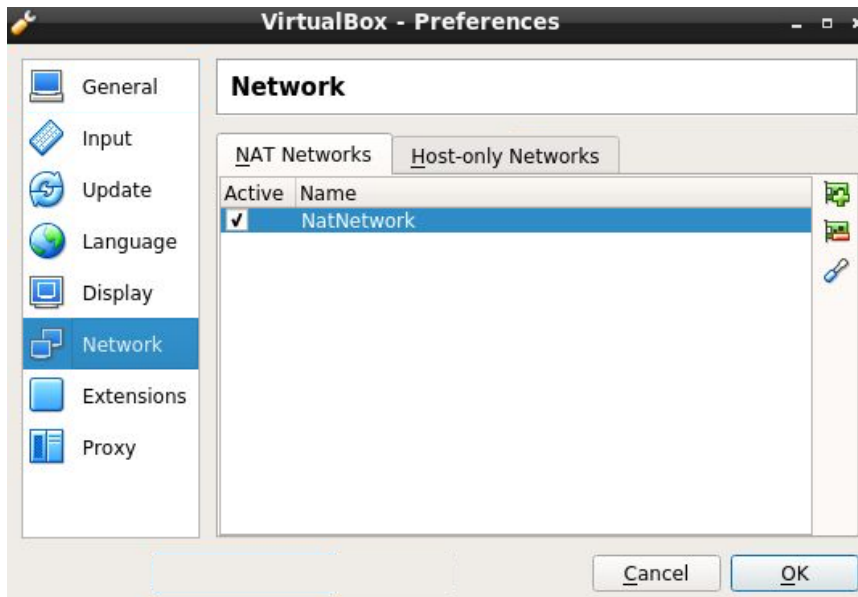 VirtualBox - Preferences
General
Input
Update
Language
Display
Network
Extensions
Proxy
Network
NAT Networks
Host-only Networks
Active Name
NatNetwork
Cancel
OK